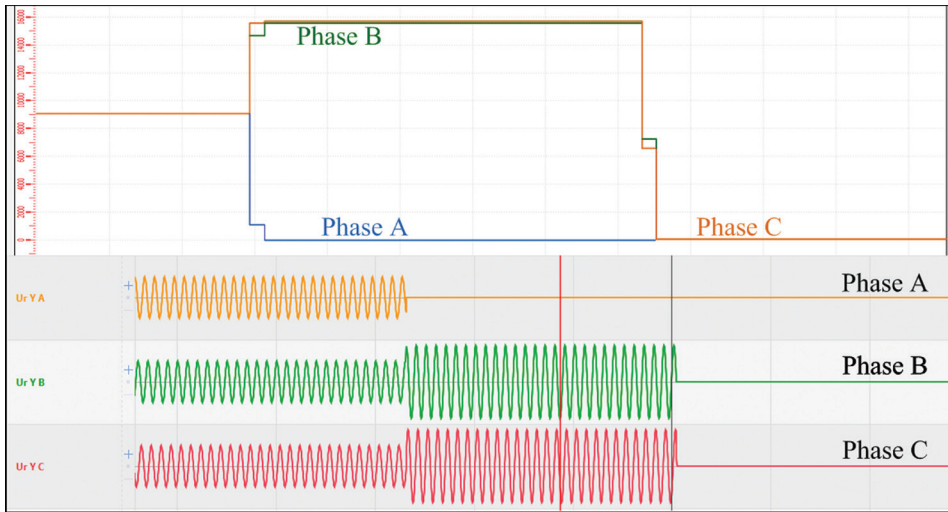 16000
Phase B
14000
12000
10000
8000
6000
4000
2000
Phase A
Phase C
0
Phase A
+
Ur Y A
Phase B
+
Ur Y B
Phase C
+
Ur Y C